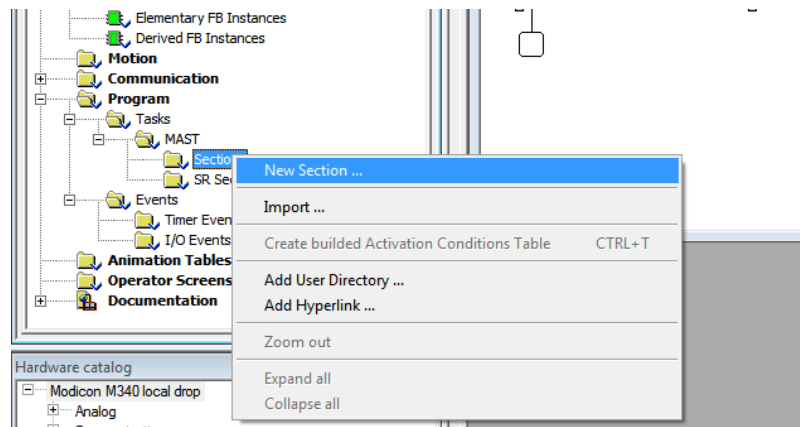 Elementary FB Instances
Derived FB Instances
Motion
Communication
Program
Tasks
MAST
New Section ...
Import ...
Events
Create builded Activation Conditions Table CTRL+T
I/O Events
Animation Tables
Add User Directory ...
Operator Screens
Add Hyperlink ...
Documentation
Zoom out
Expand all
Collapse all
Hardware catalog
Modicon M340 local drop
Analog